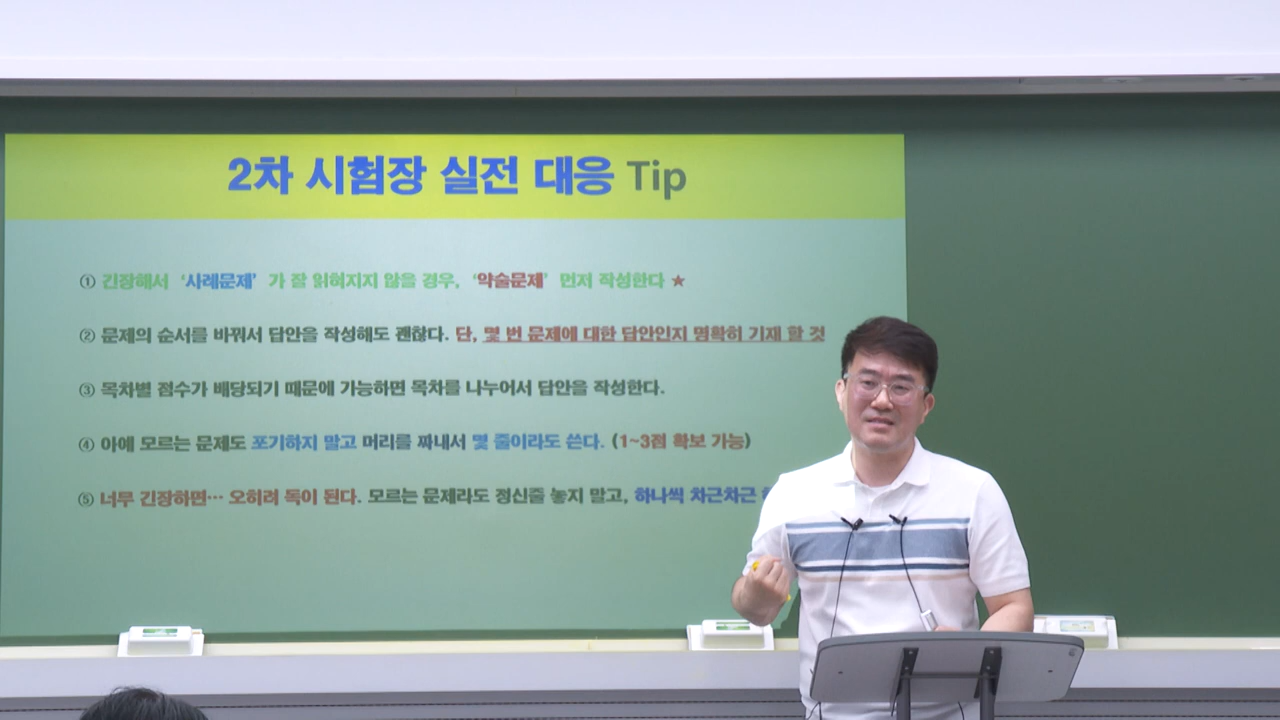 2차 시험장 실전 대응 Tip
① 긴장해서 ‘사례문제’ 가 잘 읽혀지지 않을 경우, ‘약술문제’ 먼저 작성한다 ★
② 문제의 순서를 바꿔서 답안을 작성해도 괜찮다. 단, 몇 번 문제에 대한 답안인지 명확히 기재 할 것
③ 목차별 점수가 배당되기 때문에 가능하면 목차를 나누어서 답안을 작성한다.
④ 아예 모르는 문제도 포기하지 말고 머리를 짜내서 몇 줄이라도 쓴다. (1~3점 확보 가능)
⑤ 너무 긴장하면… 오히려 독이 된다. 모르는 문제라도 정신줄 놓지 말고, 하나씩 차근차근